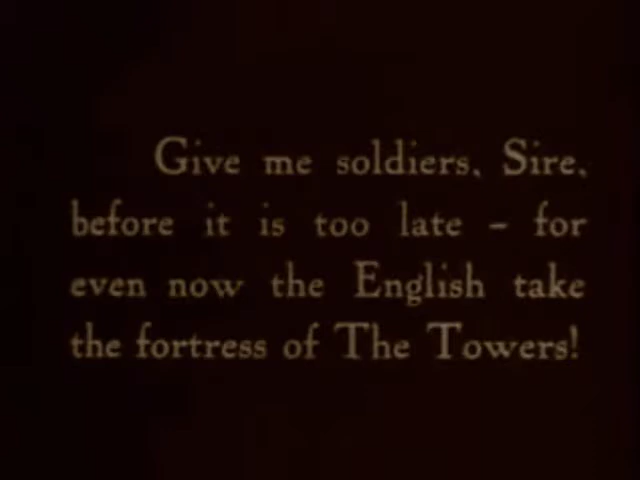 Give me soldiers, Sire,
before it is too late - for
even now the English take
the fortress of The Towers!